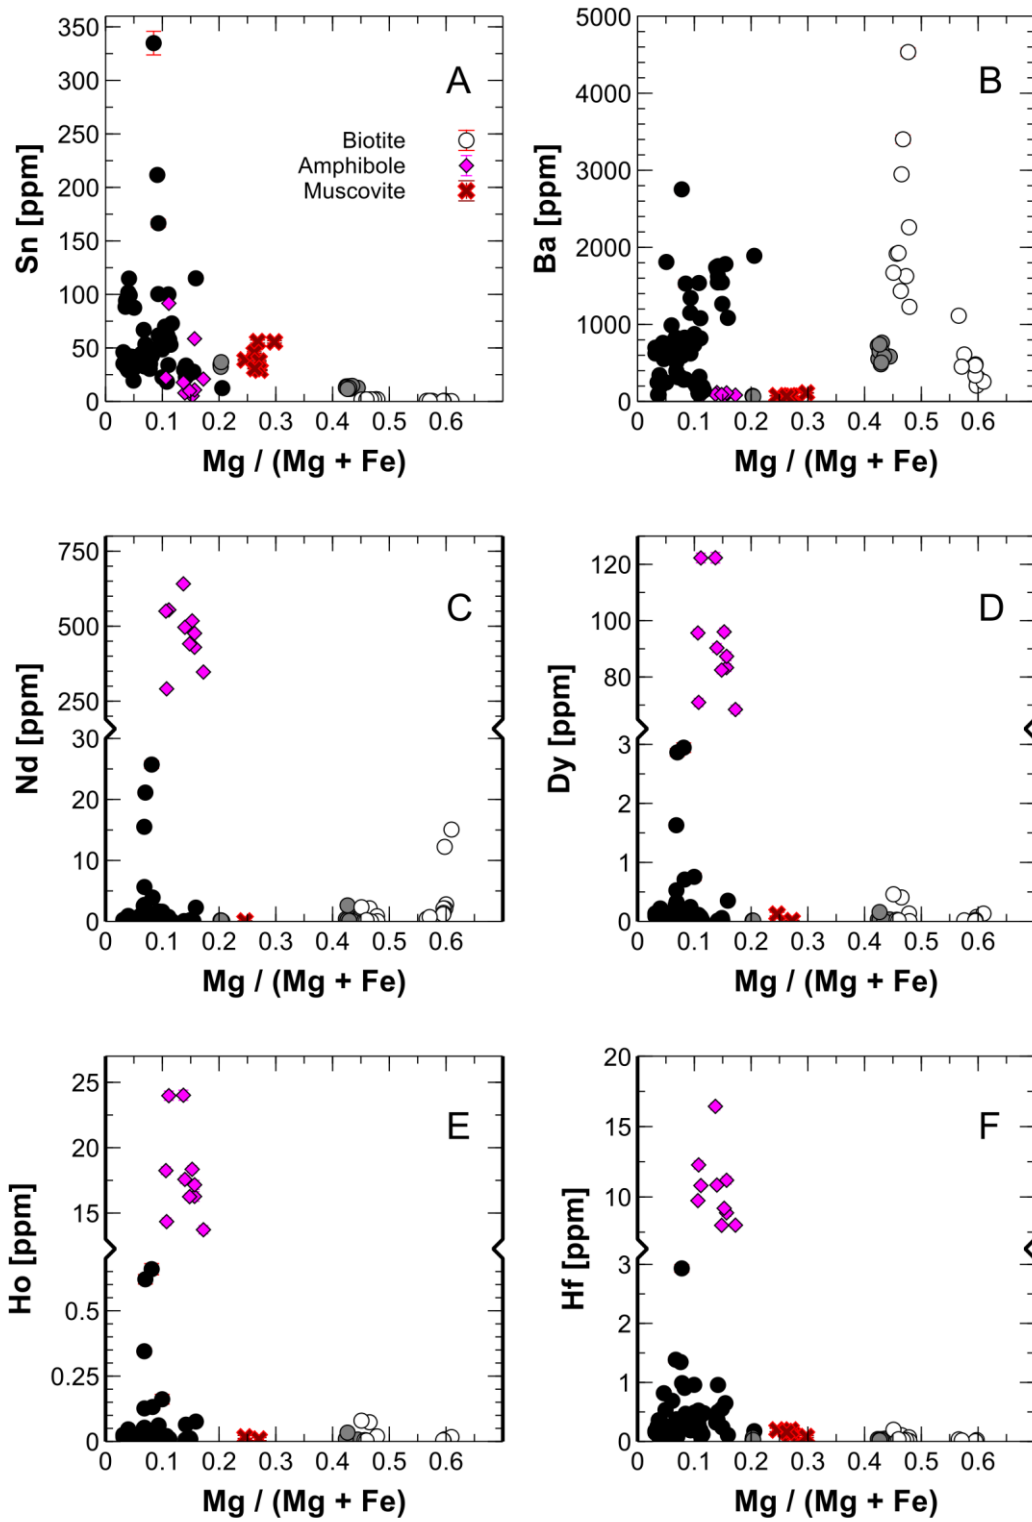 A
Sn [ppm]
350
300
250
200
150
100
50
0
Biotite
Amphibole
Muscovite
0 0.1 0.2 0.3 0.4 0.5 0.6
Mg / (Mg + Fe)
B
Ba [ppm]
5000
4000
3000
2000
1000
0
0 0.1 0.2 0.3 0.4 0.5 0.6
Mg / (Mg + Fe)
C
Nd [ppm]
750
500
250
30
20
10
0
0 0.1 0.2 0.3 0.4 0.5 0.6
Mg / (Mg + Fe)
D
Dy [ppm]
120
100
80
3
2
1
0
0 0.1 0.2 0.3 0.4 0.5 0.6
Mg / (Mg + Fe)
E
Ho [ppm]
25
20
15
0.5
0.25
0
0 0.1 0.2 0.3 0.4 0.5 0.6
Mg / (Mg + Fe)
F
Hf [ppm]
20
15
10
3
2
1
0
0 0.1 0.2 0.3 0.4 0.5 0.6
Mg / (Mg + Fe)